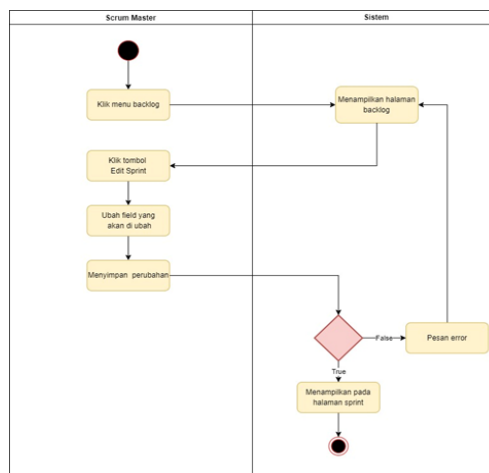 Scrum Master
Sistem
Klik menu backlog
Menampilkan halaman
backlog
Klik tombol
Edit Sprint
Ubah field yang
akan di ubah
Menyimpan perubahan
False
Pesan error
True
Menampilkan pada
halaman sprint